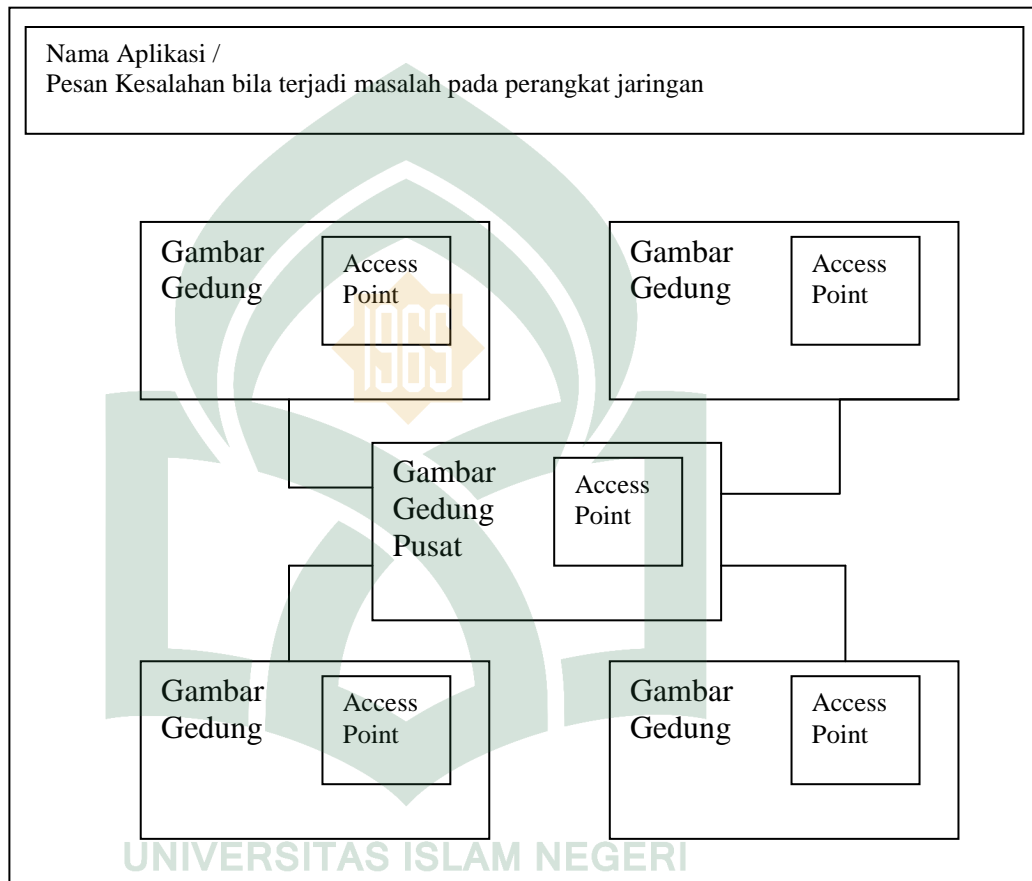 Nama Aplikasi /
Pesan Kesalahan bila terjadi masalah pada perangkat jaringan
Gambar
Gedung
Access
Point
Gambar
Gedung
Access
Point
1969
Gambar
Gedung
Pusat
Access
Point
Gambar
Gedung
Access
Point
Gambar
Gedung
Access
Point
UNIVERSITAS ISLAM NEGERI